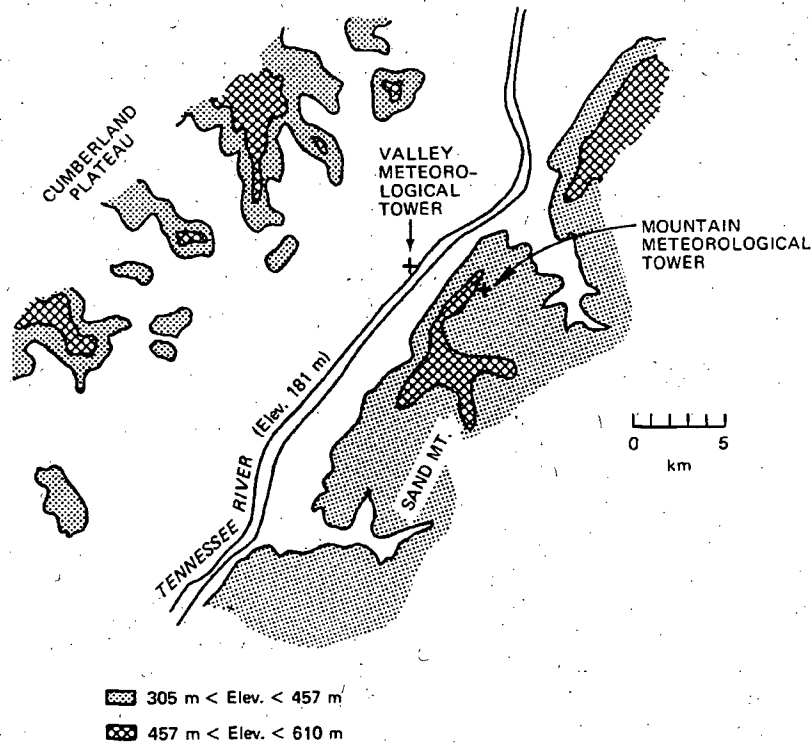 CUMBERLAND
PLATEAU
VALLEY
METEORO-
LOGICAL
TOWER
MOUNTAIN
METEOROLOGICAL
TOWER
TENNESSEE RIVER (Elev. 181 m)
SAND MT.
0 5
km
305 m < Elev. < 457 m
457 m < Elev. < 610 m